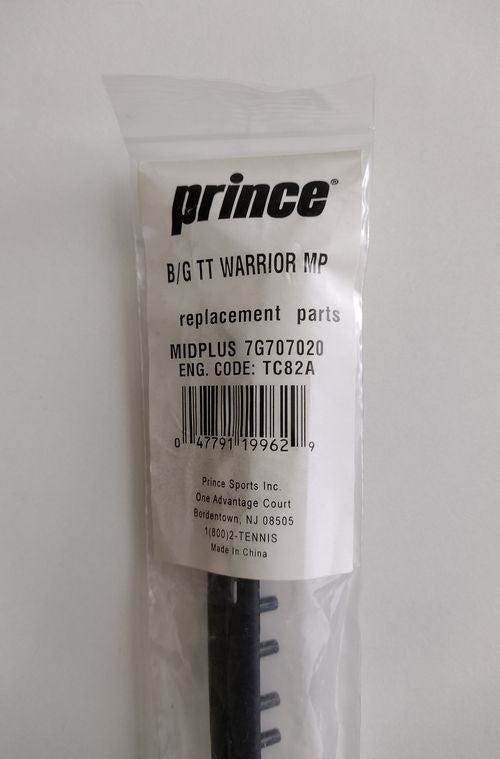 prince®
B/G TT WARRIOR MP
replacement parts
MIDPLUS 7G707020
ENG. CODE: TC82A
0 47791 19962 9
Prince Sports Inc.
One Advantage Court
Bordentown, NJ 08505
1(800)2-TENNIS
Made In China